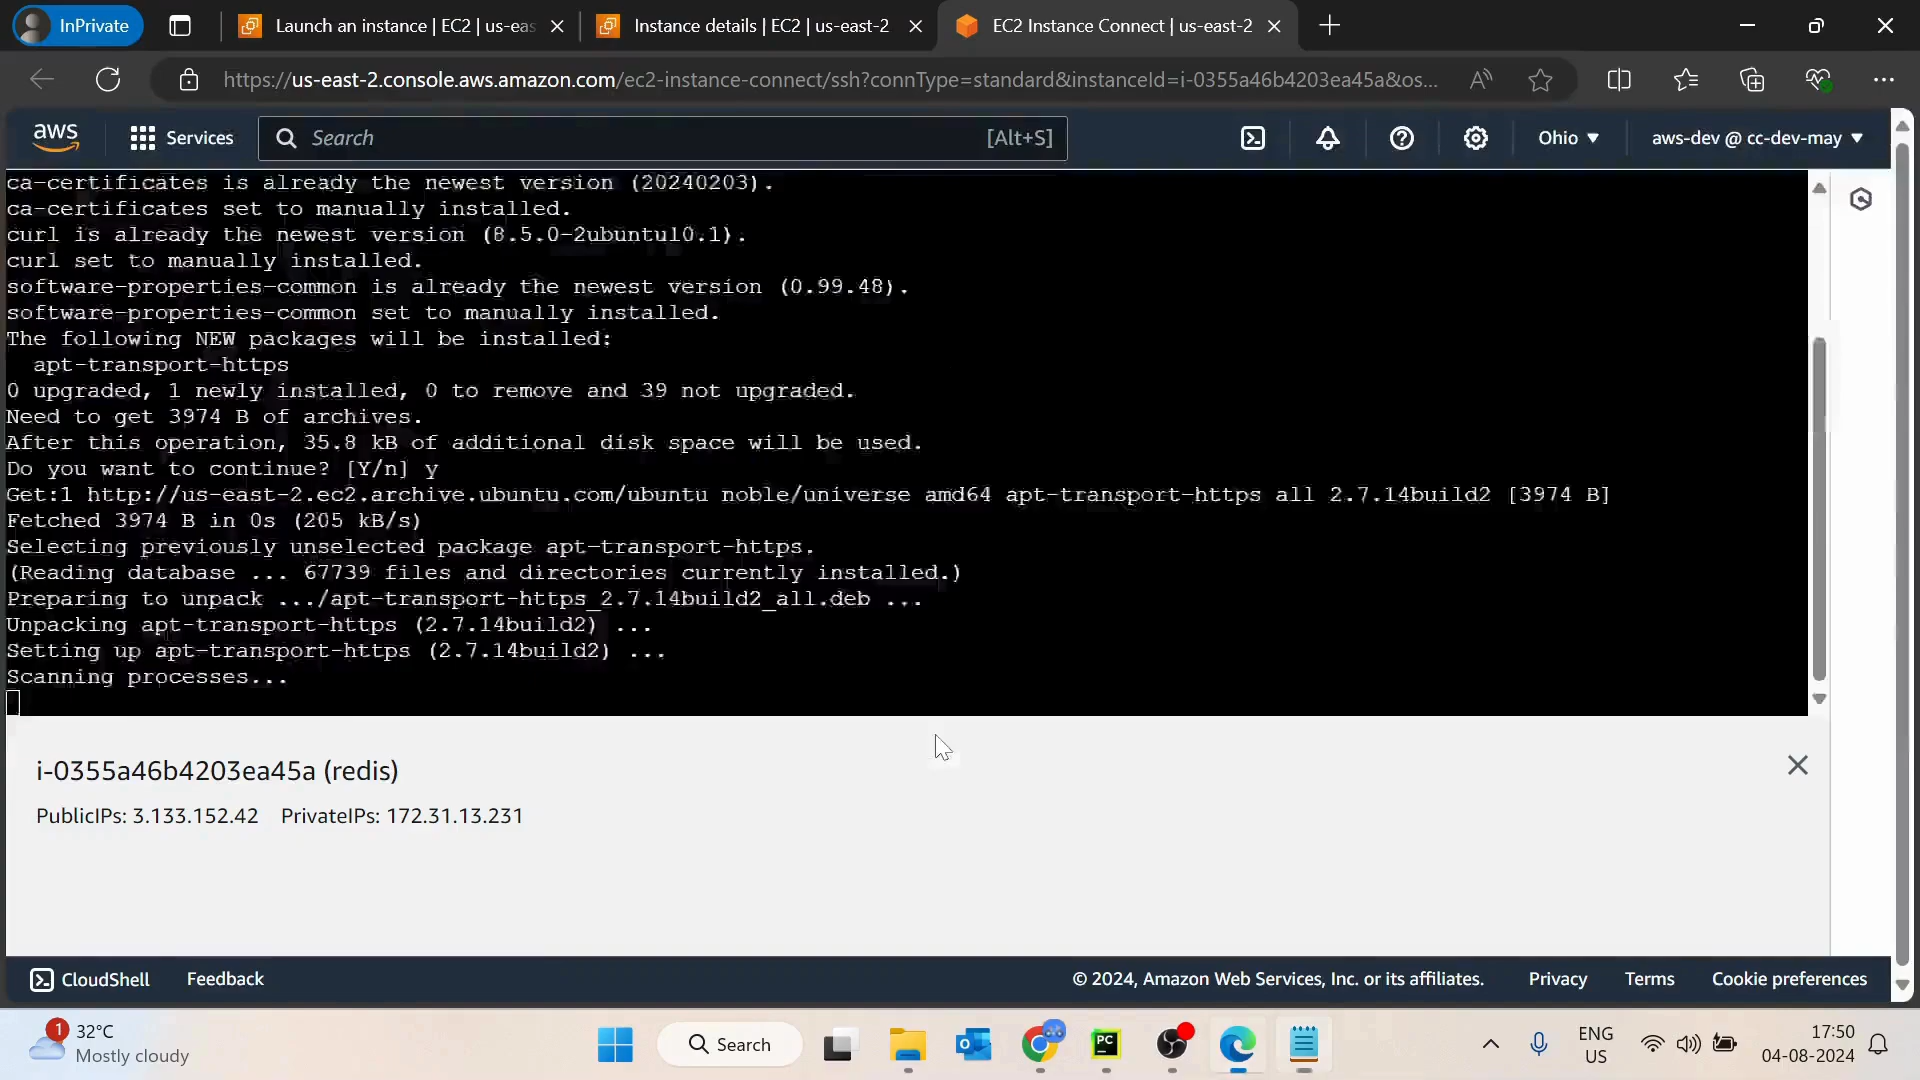 InPrivate
Launch an instance | EC2 | us-eas
Instance details | EC2 | us-east-2
EC2 Instance Connect | us-east-2
https://us-east-2.console.aws.amazon.com/ec2-instance-connect/ssh?connType=standard&instanceId=i-0355a46b4203ea45a&os...
aws
Services
Search
[Alt+S]
Ohio
aws-dev @ cc-dev-may
ca-certificates is already the newest version (20240203).
ca-certificates set to manually installed.
curl is already the newest version (8.5.0-2ubuntu10.1).
curl set to manually installed.
software-properties-common is already the newest version (0.99.48).
software-properties-common set to manually installed.
The following NEW packages will be installed:
apt-transport-https
0 upgraded, 1 newly installed, 0 to remove and 39 not upgraded.
Need to get 3974 B of archives.
After this operation, 35.8 kB of additional disk space will be used.
Do you want to continue? [Y/n] y
Get:1 http://us-east-2.ec2.archive.ubuntu.com/ubuntu noble/universe amd64 apt-transport-https all 2.7.14build2 [3974 B]
Fetched 3974 B in 0s (205 kB/s)
Selecting previously unselected package apt-transport-https.
(Reading database ... 67739 files and directories currently installed.)
Preparing to unpack .../apt-transport-https_2.7.14build2_all.deb ...
Unpacking apt-transport-https (2.7.14build2) ...
Setting up apt-transport-https (2.7.14build2) ...
Scanning processes...
i-0355a46b4203ea45a (redis)
PublicIPs: 3.133.152.42 PrivateIPs: 172.31.13.231
CloudShell
Feedback
© 2024, Amazon Web Services, Inc. or its affiliates.
Privacy
Terms
Cookie preferences
1
32°C
Mostly cloudy
Search
PC
ENG
US
17:50
04-08-2024